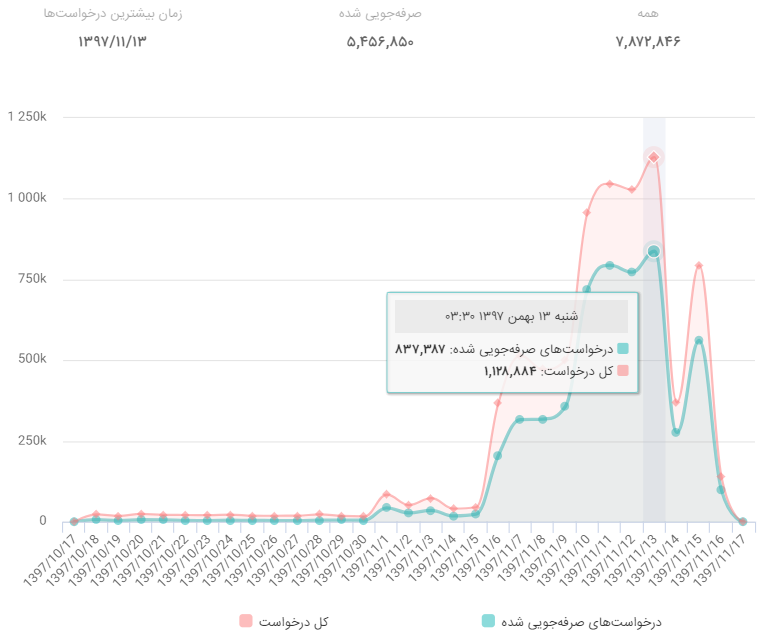 همه
صرفه‌جویی شده
زمان بیشترین درخواست‌ها
۷,۸۷۲,۸۴۶
۵,۴۵۶,۸۵۰
۱۳۹۷/۱۱/۱۳
1 250k
1 000k
750k
500k
250k
0
شنبه ۱۳ بهمن ۱۳۹۷ ۰۳:۳۰
درخواست‌های صرفه‌جویی شده: ۸۳۷,۳۸۷
کل درخواست: ۱,۱۲۸,۸۸۴
1397/10/17
1397/10/18
1397/10/19
1397/10/20
1397/10/21
1397/10/22
1397/10/23
1397/10/24
1397/10/25
1397/10/26
1397/10/27
1397/10/28
1397/10/29
1397/10/30
1397/11/1
1397/11/2
1397/11/3
1397/11/4
1397/11/5
1397/11/6
1397/11/7
1397/11/8
1397/11/9
1397/11/10
1397/11/11
1397/11/12
1397/11/13
1397/11/14
1397/11/15
1397/11/16
1397/11/17
درخواست‌های صرفه‌جویی شده
کل درخواست